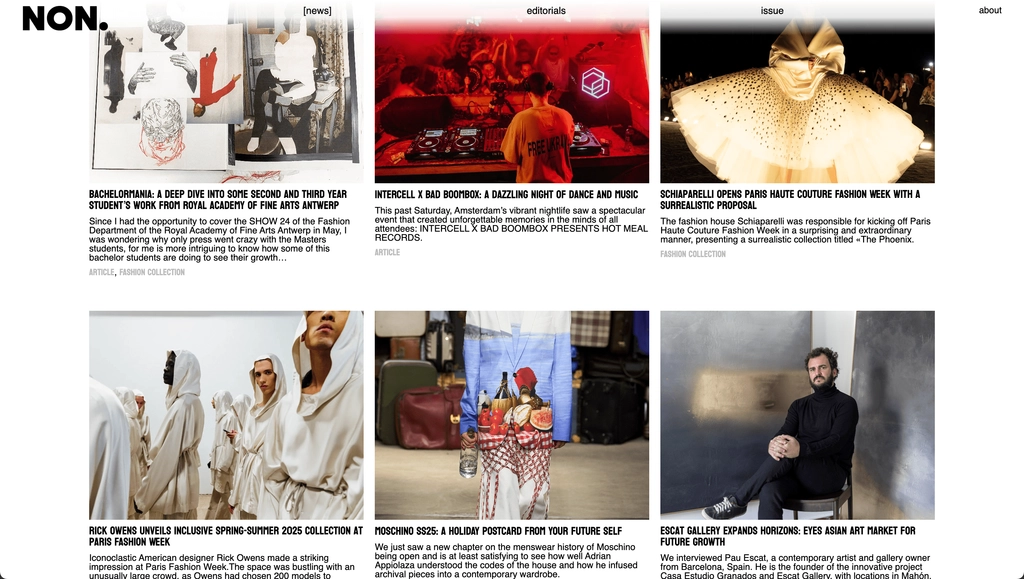 NON.
[news]
editorials
issue
about
FREE UKRAI
BACHELORMANIA: A DEEP DIVE INTO SOME SECOND AND THIRD YEAR
STUDENT'S WORK FROM ROYAL ACADEMY OF FINE ARTS ANTWERP
Since I had the opportunity to cover the SHOW 24 of the Fashion
Department of the Royal Academy of Fine Arts Antwerp in May, I
was wondering why only press went crazy with the Masters
students, for me is more intriguing to know how some of this
bachelor students are doing to see their growth...
ARTICLE, FASHION COLLECTION
INTERCELL X BAD BOOMBOX: A DAZZLING NIGHT OF DANCE AND MUSIC
This past Saturday, Amsterdam's vibrant nightlife saw a spectacular
event that created unforgettable memories in the minds of all
attendees: INTERCELL X BAD BOOMBOX PRESENTS HOT MEAL
RECORDS.
ARTICLE
SCHIAPARELLI OPENS PARIS HAUTE COUTURE FASHION WEEK WITH A
SURREALISTIC PROPOSAL
The fashion house Schiaparelli was responsible for kicking off Paris
Haute Couture Fashion Week in a surprising and extraordinary
manner, presenting a surrealistic collection titled «The Phoenix.
FASHION COLLECTION
RICK OWENS UNVEILS INCLUSIVE SPRING-SUMMER 2025 COLLECTION AT
PARIS FASHION WEEK
Iconoclastic American designer Rick Owens made a striking
impression at Paris Fashion Week.The space was bustling with an
unusually large crowd, as Owens had chosen 200 models to
MOSCHINO SS25: A HOLIDAY POSTCARD FROM YOUR FUTURE SELF
We just saw a new chapter on the menswear history of Moschino
being open and is at least satisfying to see how well Adrian
Appiolaza understood the codes of the house and how he infused
archival pieces into a contemporary wardrobe.
ESCAT GALLERY EXPANDS HORIZONS: EYES ASIAN ART MARKET FOR
FUTURE GROWTH
We interviewed Pau Escat, a contemporary artist and gallery owner
from Barcelona, Spain. He is the founder of the innovative project
Casa Estudio Granados and Escat Gallery, with locations in Mahón,